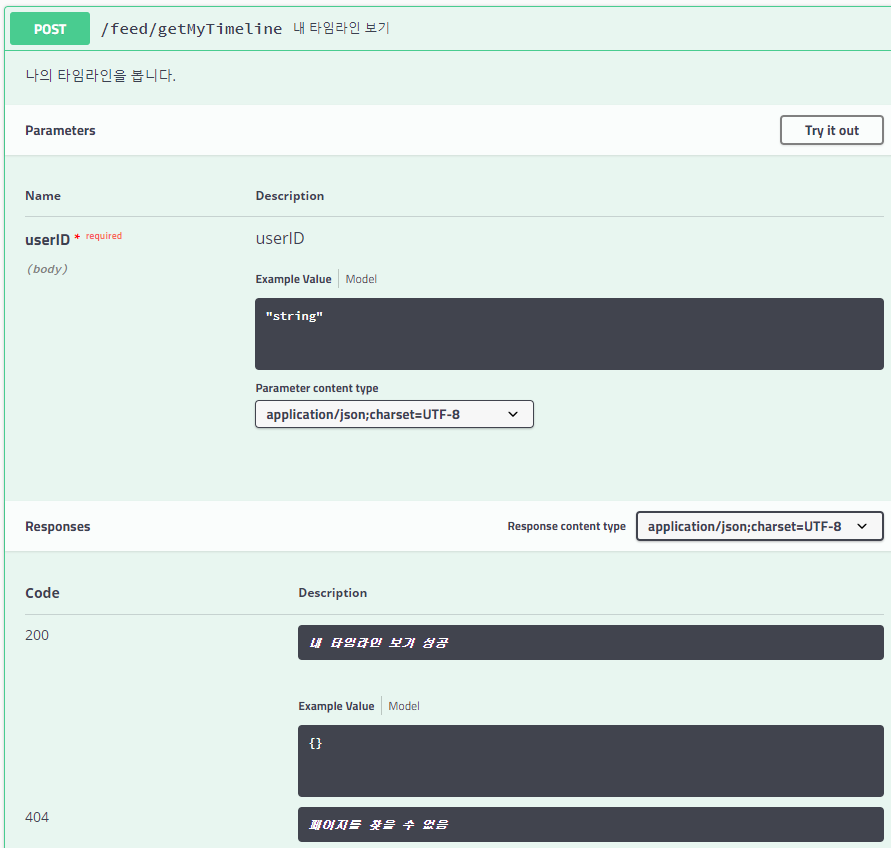 POST /feed/getMyTimeline 내 타임라인 보기
나의 타임라인을 봅니다.
Parameters
Try it out
Name Description
userID * required
(body)
userID
Example Value Model
"string"
Parameter content type
application/json;charset=UTF-8
Responses
Response content type application/json;charset=UTF-8
Code Description
200
내 타임라인 보기 성공
Example Value Model
{}
404
페이지를 찾을 수 없음